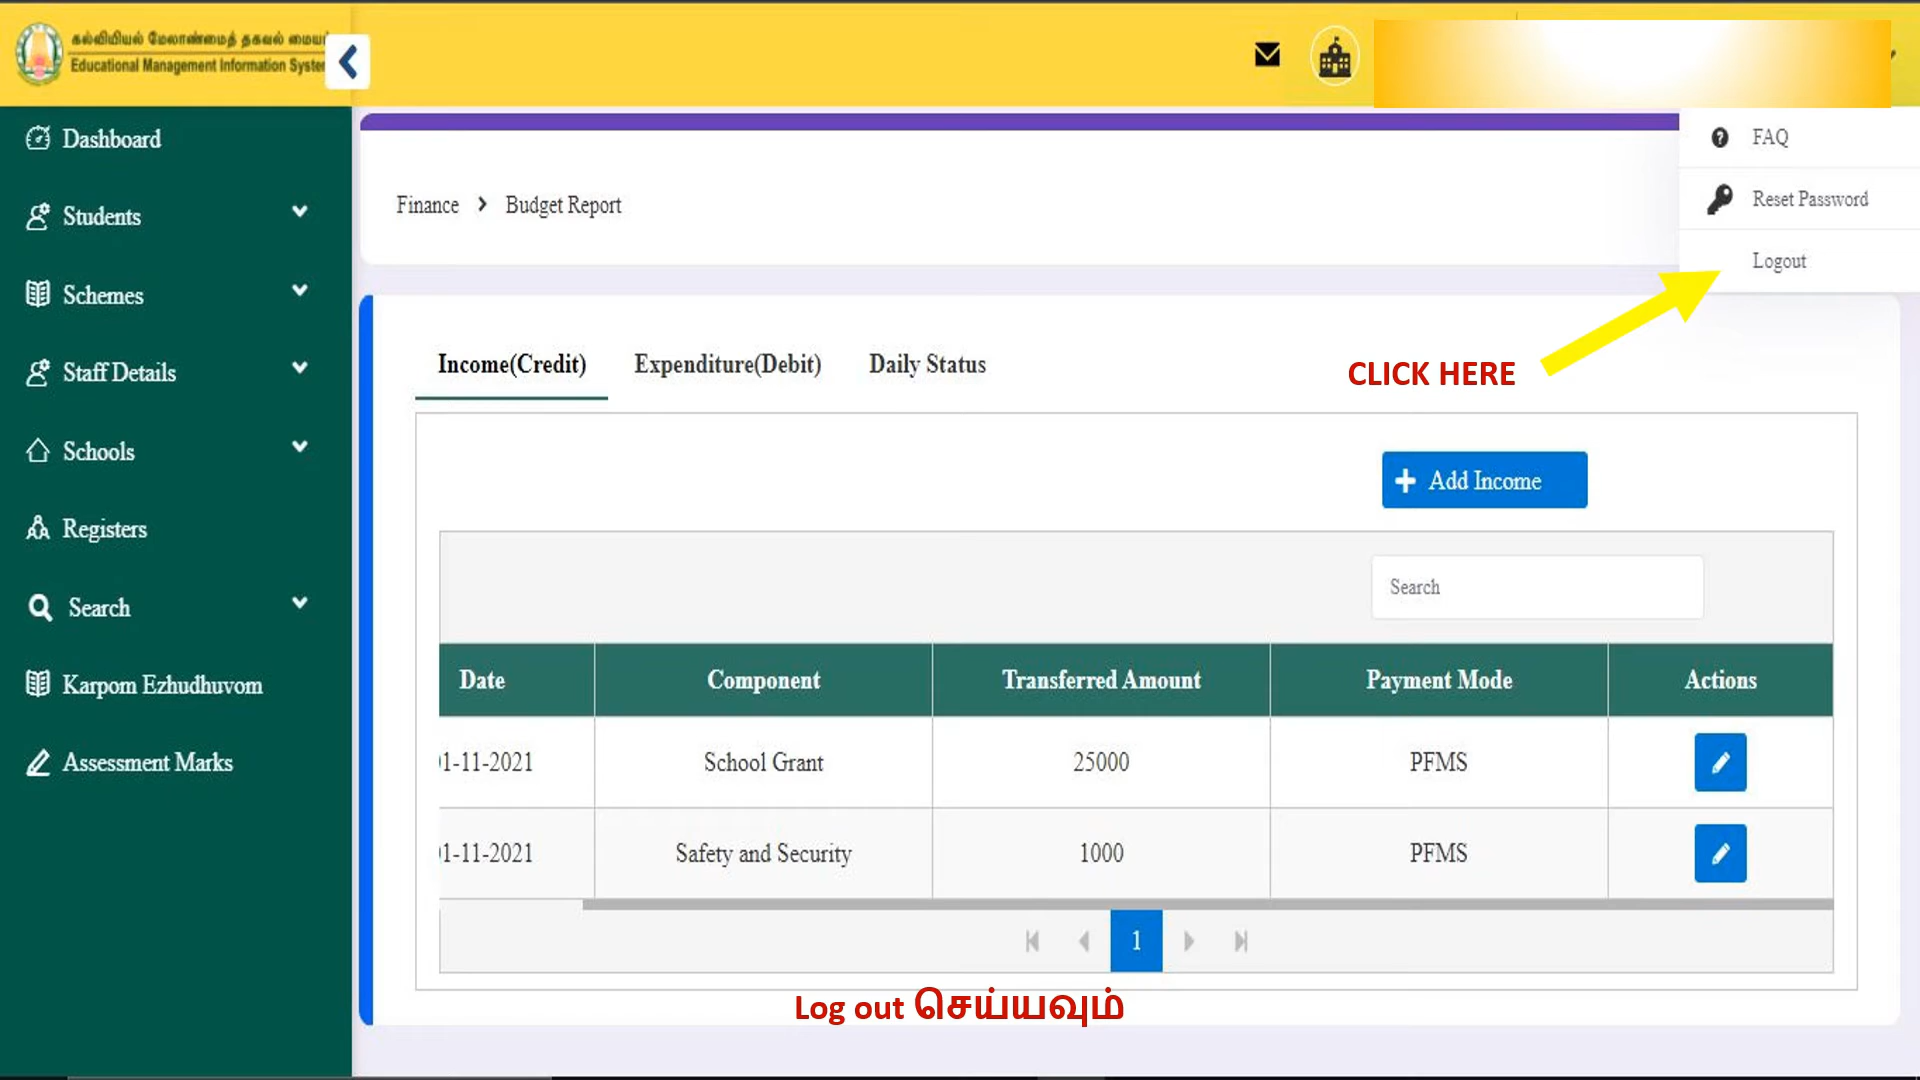 கல்வியியல் மேலாண்மைத் தகவல்
Educational Management Information
Dashboard
Students
Schemes
Staff Details
Schools
Registers
Search
Karpom Ezhudhuvom
Assessment Marks
FAQ
Reset Password
Logout
Finance > Budget Report
CLICK HERE
Income(Credit) Expenditure(Debit) Daily Status
+ Add Income
Search
Date Component Transferred Amount Payment Mode Actions
1-11-2021 School Grant 25000 PFMS
1-11-2021 Safety and Security 1000 PFMS
1
Log out செய்யவும்